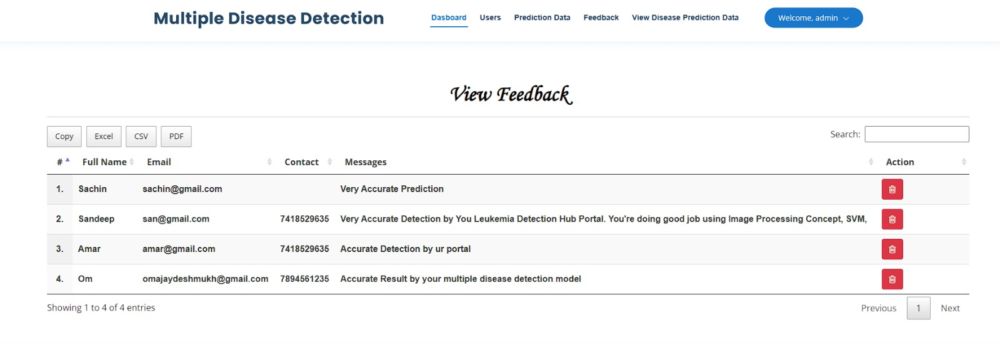 Multiple Disease Detection Dasboard Users Prediction Data Feedback View Disease Prediction Data Welcome, admin
View Feedback
Copy Excel CSV PDF Search:
# Full Name Email Contact Messages Action
1. Sachin sachin@gmail.com Very Accurate Prediction
2. Sandeep san@gmail.com 7418529635 Very Accurate Detection by You Leukemia Detection Hub Portal. You're doing good job using Image Processing Concept, SVM,
3. Amar amar@gmail.com 7418529635 Accurate Detection by ur portal
4. Om omajaydeshmukh@gmail.com 7894561235 Accurate Result by your multiple disease detection model
Showing 1 to 4 of 4 entries Previous 1 Next